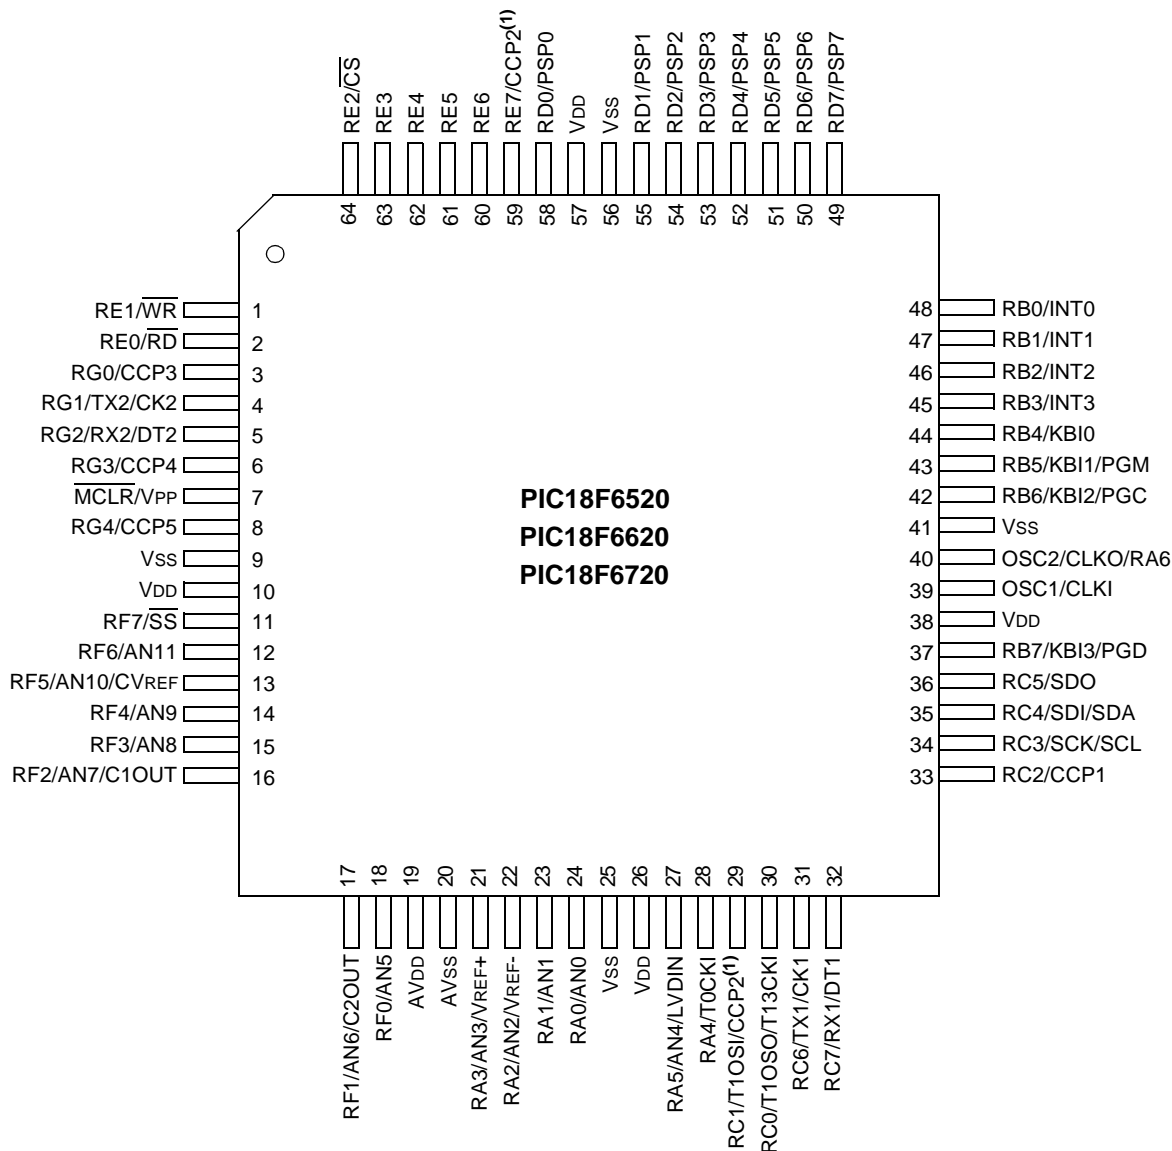 RE2/CS
RE3
RE4
RE5
RE6
RE7/CCP2(1)
RD0/PSP0
VDD
VSS
RD1/PSP1
RD2/PSP2
RD3/PSP3
RD4/PSP4
RD5/PSP5
RD6/PSP6
RD7/PSP7
64 63 62 61 60 59 58 57 56 55 54 53 52 51 50 49
RE1/WR 1
RE0/RD 2
RG0/CCP3 3
RG1/TX2/CK2 4
RG2/RX2/DT2 5
RG3/CCP4 6
MCLR/VPP 7
RG4/CCP5 8
VSS 9
VDD 10
RF7/SS 11
RF6/AN11 12
RF5/AN10/CVREF 13
RF4/AN9 14
RF3/AN8 15
RF2/AN7/C1OUT 16
PIC18F6520
PIC18F6620
PIC18F6720
48 RB0/INT0
47 RB1/INT1
46 RB2/INT2
45 RB3/INT3
44 RB4/KBI0
43 RB5/KBI1/PGM
42 RB6/KBI2/PGC
41 VSS
40 OSC2/CLKO/RA6
39 OSC1/CLKI
38 VDD
37 RB7/KBI3/PGD
36 RC5/SDO
35 RC4/SDI/SDA
34 RC3/SCK/SCL
33 RC2/CCP1
17 18 19 20 21 22 23 24 25 26 27 28 29 30 31 32
RF1/AN6/C2OUT
RF0/AN5
AVDD
AVSS
RA3/AN3/VREF+
RA2/AN2/VREF-
RA1/AN1
RA0/AN0
VSS
VDD
RA5/AN4/LVDIN
RA4/T0CKI
RC1/T1OSI/CCP2(1)
RC0/T1OSO/T13CKI
RC6/TX1/CK1
RC7/RX1/DT1